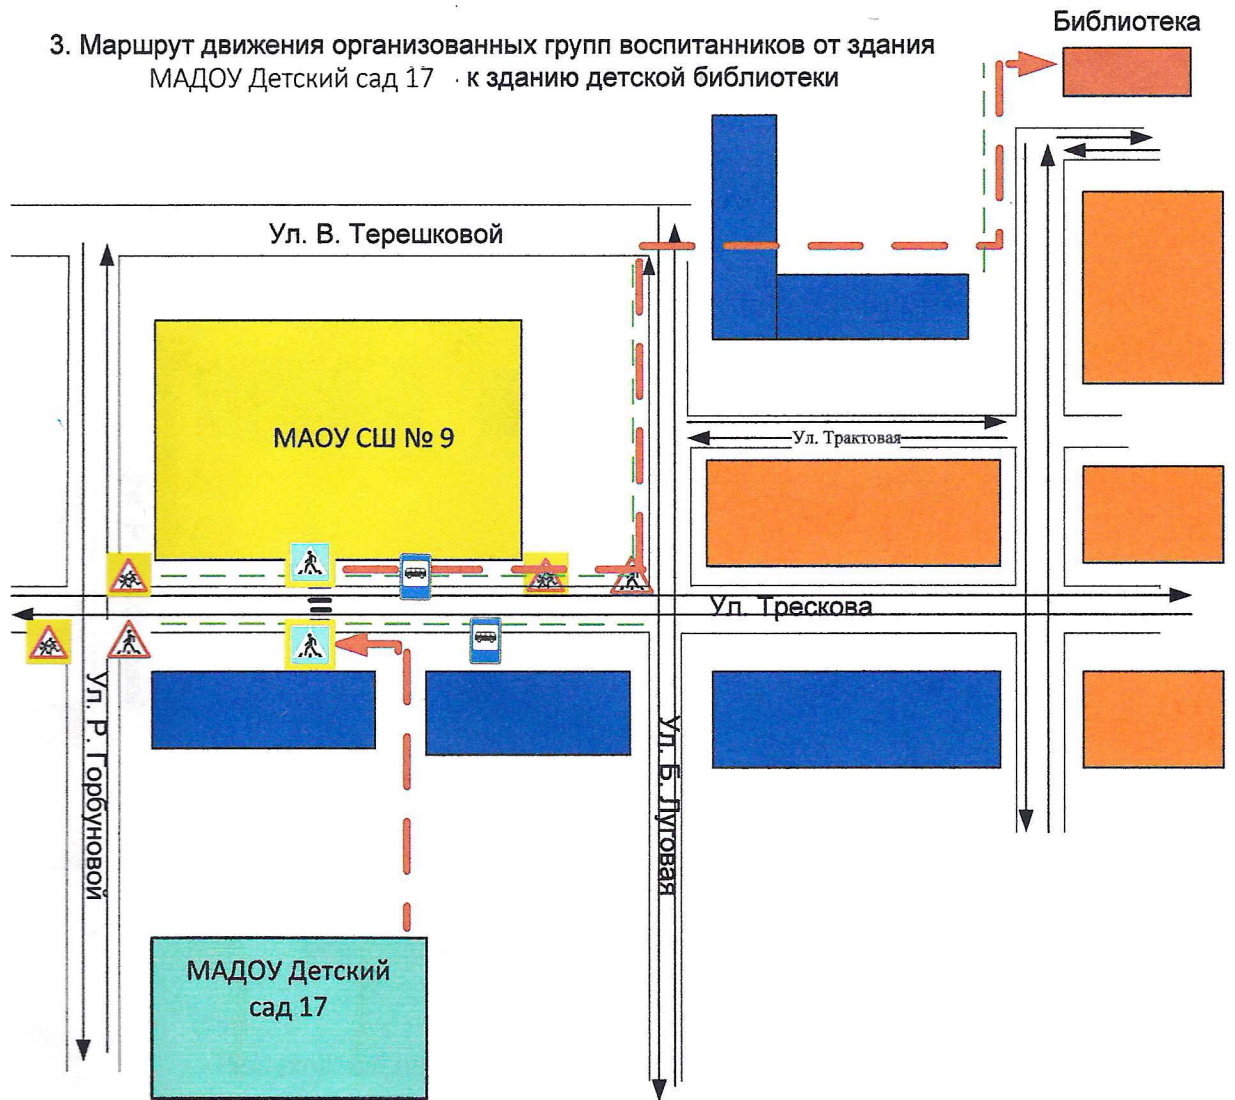 Библиотека
3. Маршрут движения организованных групп воспитанников от здания
МАДОУ Детский сад 17 к зданию детской библиотеки
Ул. В. Терешковой
МАОУ СШ № 9
Ул. Трактовая
Ул. Трескова
Ул. Р. Горбуновой
Ул. Б. Луговая
МАДОУ Детский
сад 17